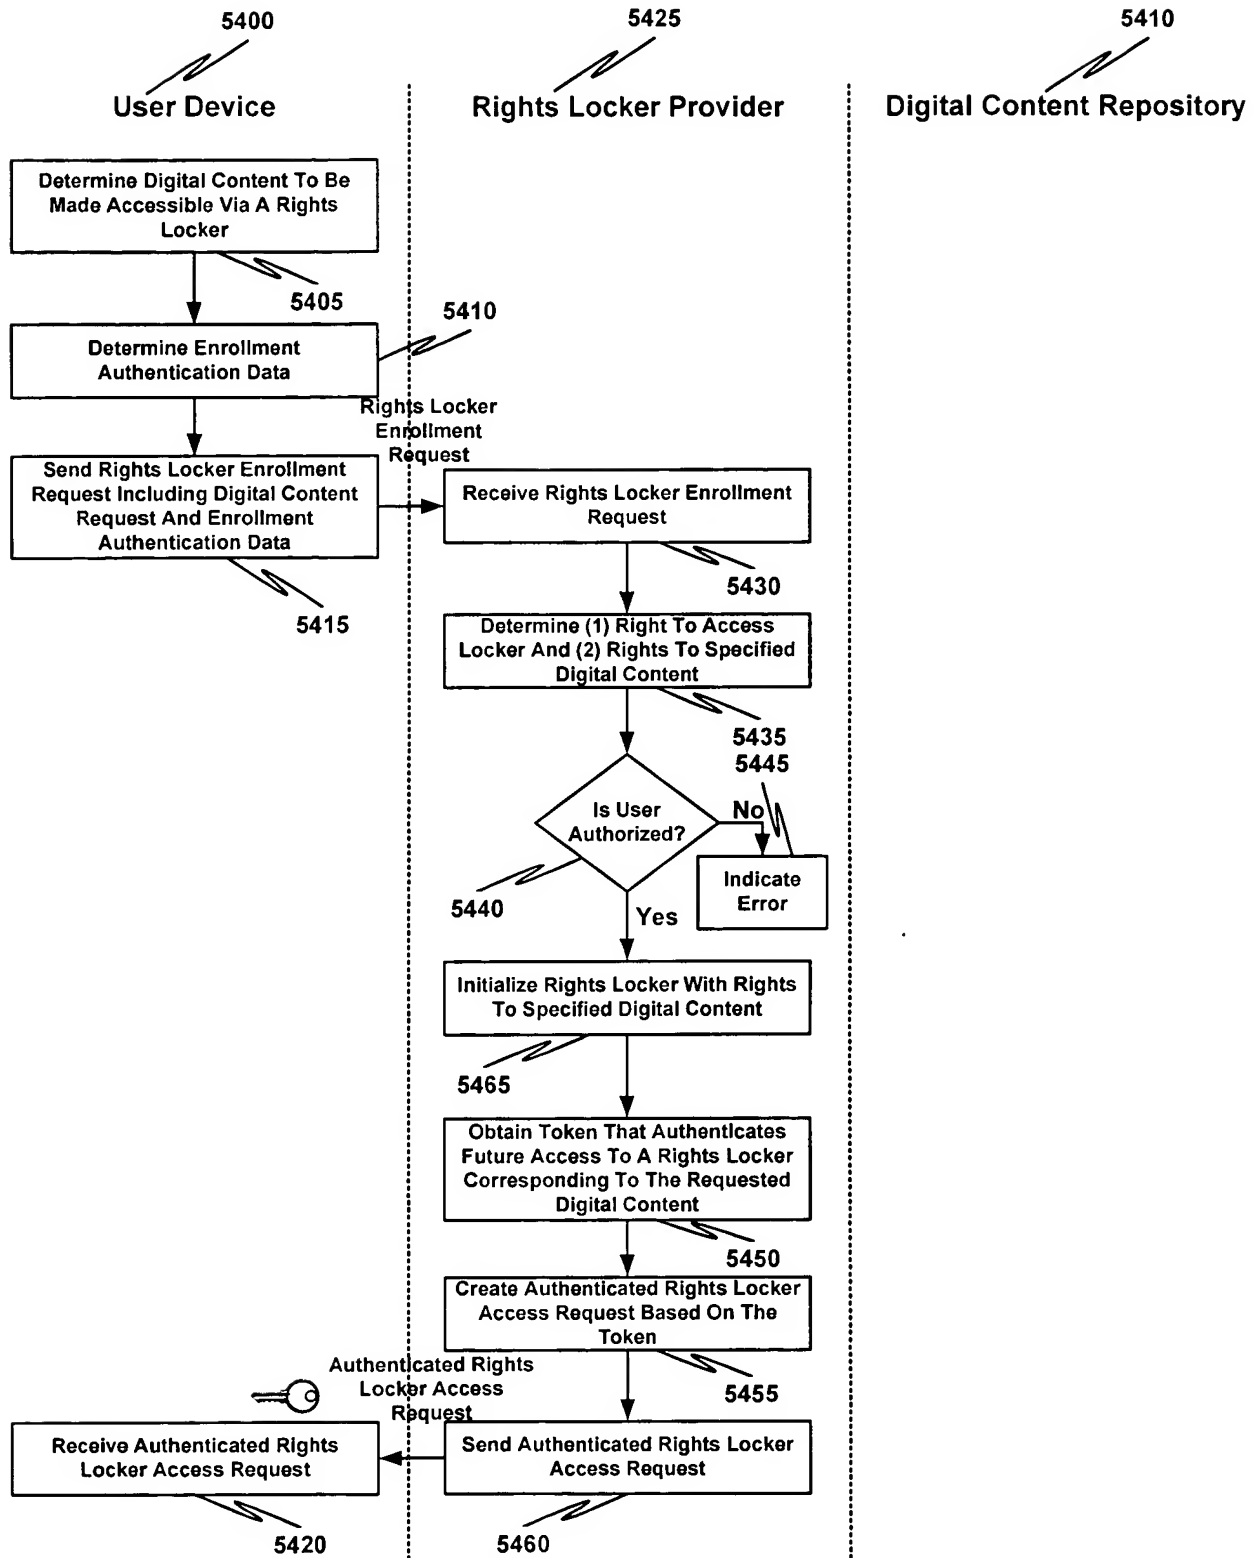 5400
5425
5410
User Device
Rights Locker Provider
Digital Content Repository
Determine Digital Content To Be
Made Accessible Via A Rights
Locker
5405
5410
Determine Enrollment
Authentication Data
Rights Locker
Enrollment
Request
Send Rights Locker Enrollment
Request Including Digital Content
Request And Enrollment
Authentication Data
5415
Receive Rights Locker Enrollment
Request
5430
Determine (1) Right To Access
Locker And (2) Rights To Specified
Digital Content
5435
5445
Is User
Authorized?
No
Indicate
Error
5440
Yes
Initialize Rights Locker With Rights
To Specified Digital Content
5465
Obtain Token That Authenticates
Future Access To A Rights Locker
Corresponding To The Requested
Digital Content
5450
Create Authenticated Rights Locker
Access Request Based On The
Token
5455
Authenticated Rights
Locker Access
Request
Send Authenticated Rights Locker
Access Request
5460
Receive Authenticated Rights
Locker Access Request
5420